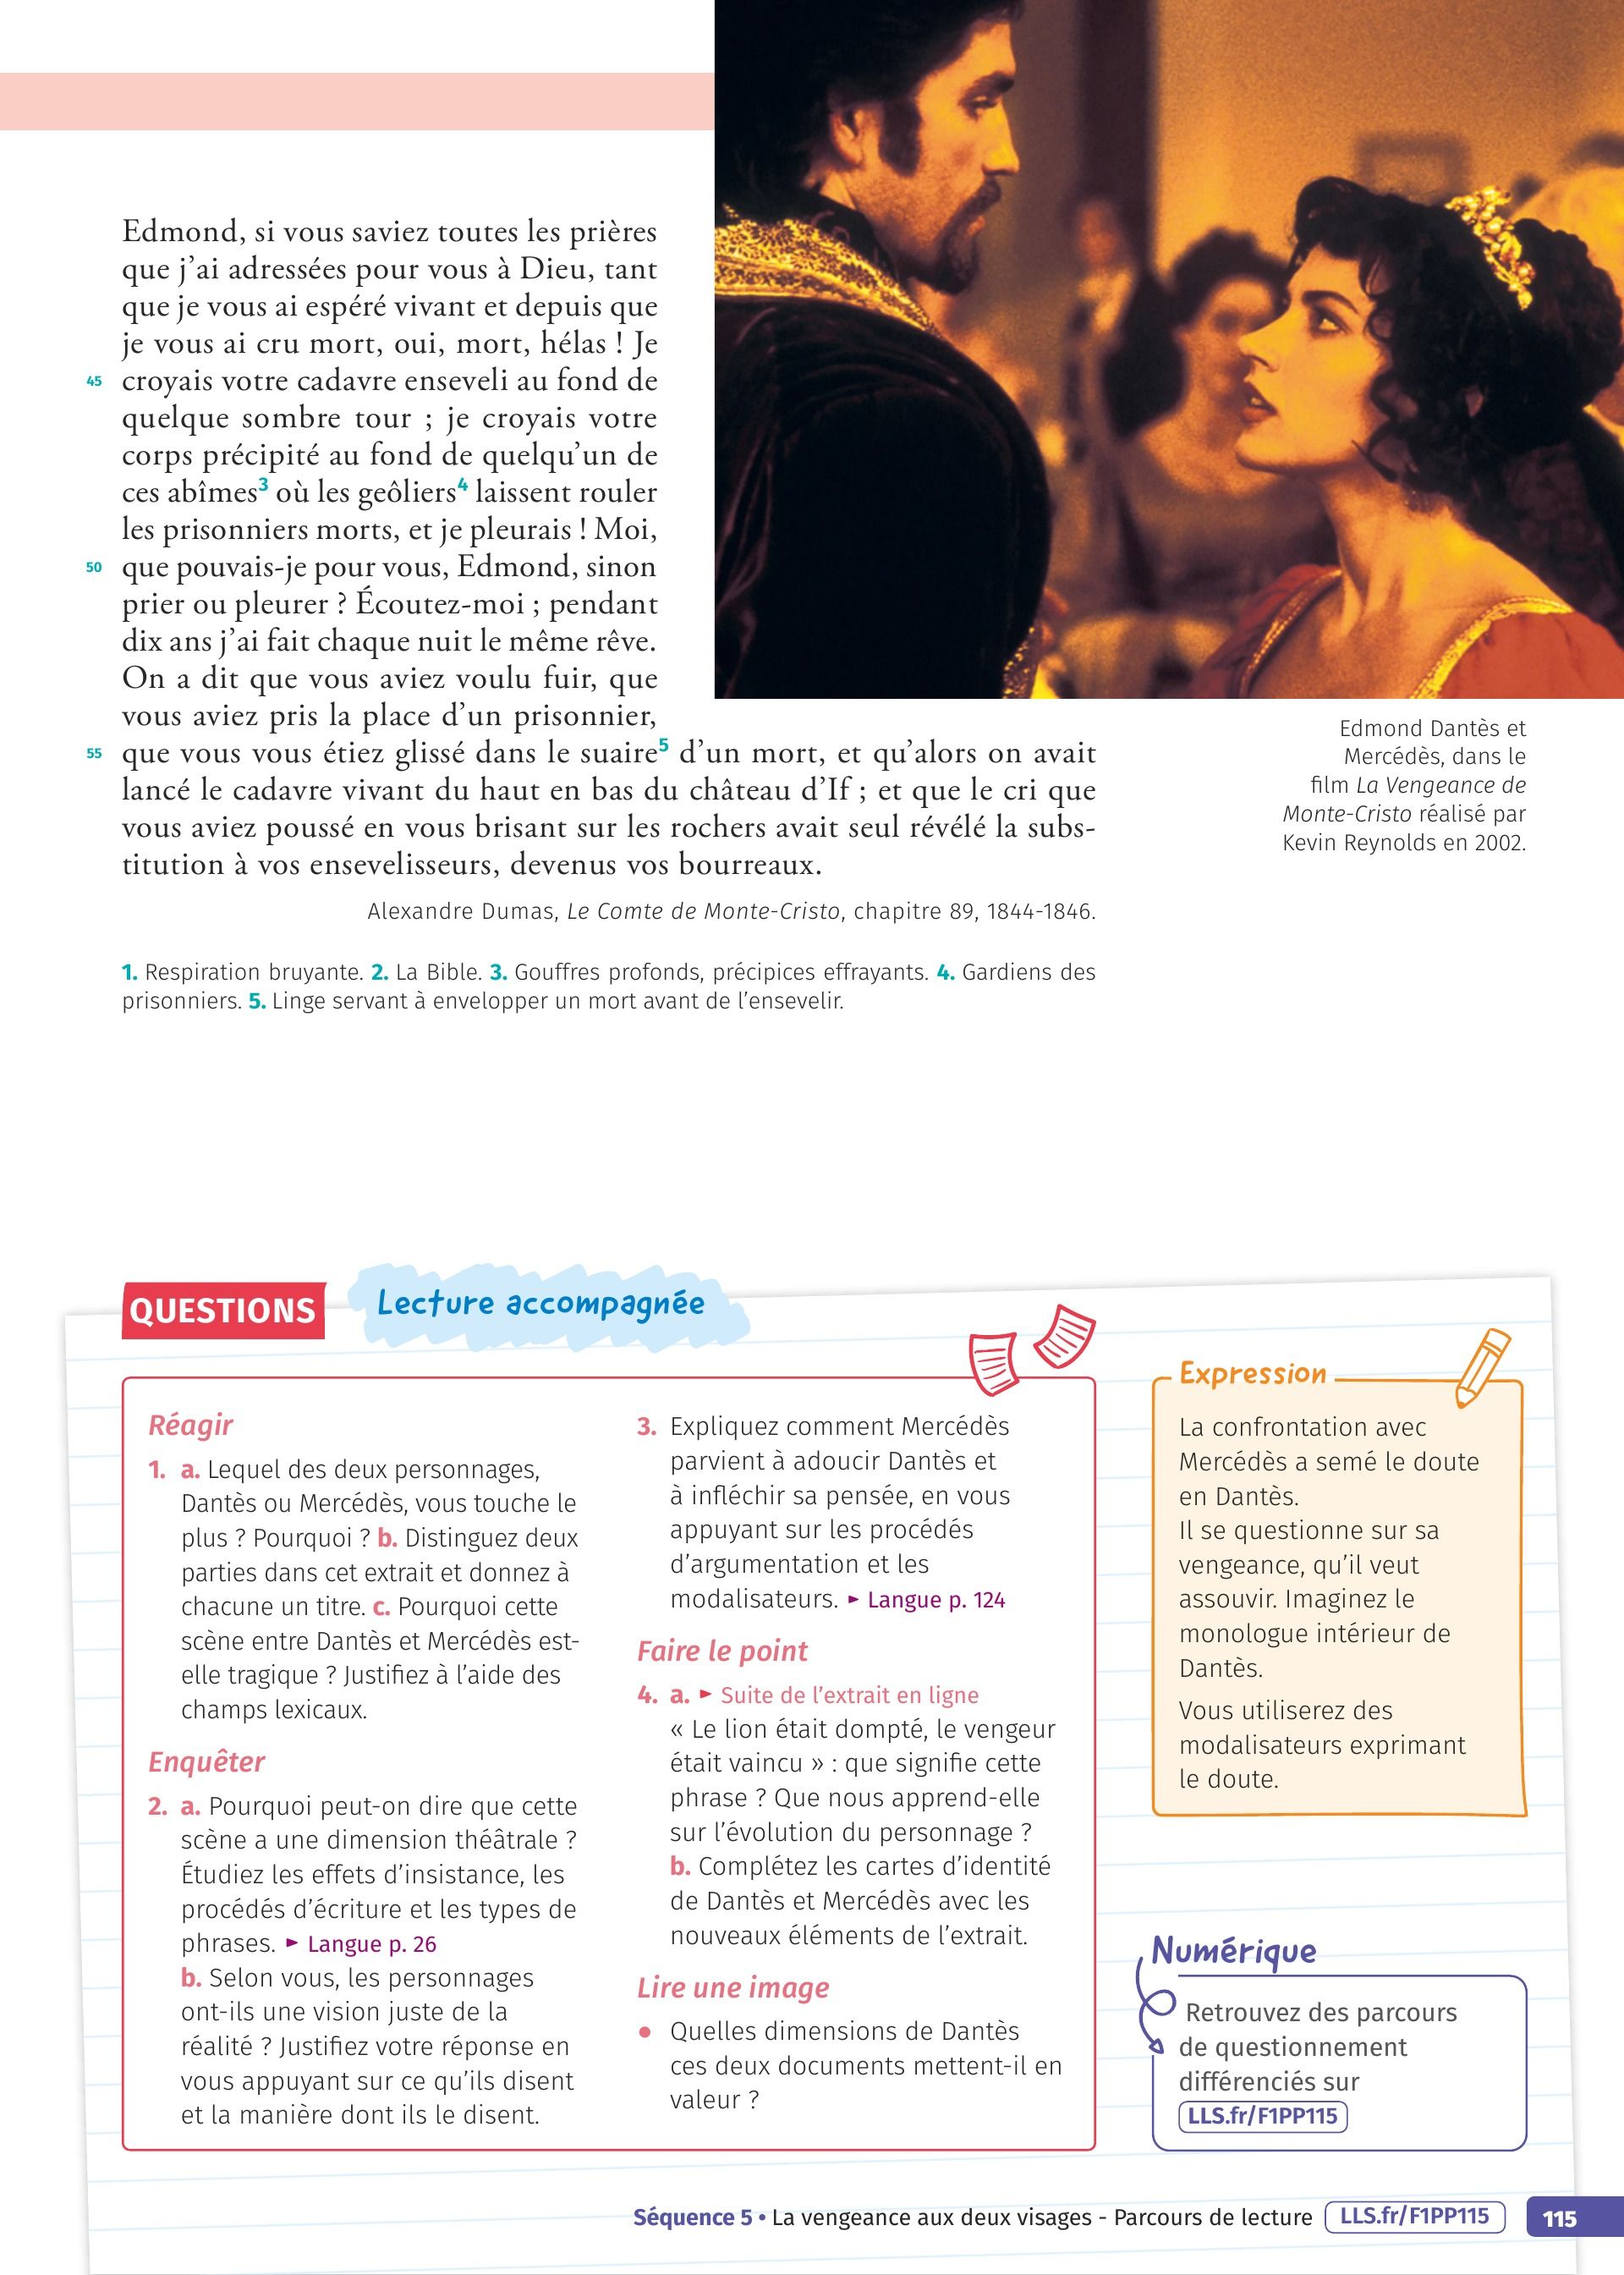 Edmond, si vous saviez toutes les prières
que j’ai adressées pour vous à Dieu, tant
que je vous ai espéré vivant et depuis que
je vous ai cru mort, oui, mort, hélas ! Je
45 croyais votre cadavre enseveli au fond de
quelque sombre tour ; je croyais votre
corps précipité au fond de quelqu’un de
ces abîmes3 où les geôliers4 laissent rouler
les prisonniers morts, et je pleurais ! Moi,
50 que pouvais-je pour vous, Edmond, sinon
prier ou pleurer ? Écoutez-moi ; pendant
dix ans j’ai fait chaque nuit le même rêve.
On a dit que vous aviez voulu fuir, que
vous aviez pris la place d’un prisonnier,
55 que vous vous étiez glissé dans le suaire5 d’un mort, et qu’alors on avait
lancé le cadavre vivant du haut en bas du château d’If ; et que le cri que
vous aviez poussé en vous brisant sur les rochers avait seul révélé la subs-
titution à vos ensevelisseurs, devenus vos bourreaux.
Alexandre Dumas, Le Comte de Monte-Cristo, chapitre 89, 1844-1846.
Edmond Dantès et
Mercédès, dans le
film La Vengeance de
Monte-Cristo réalisé par
Kevin Reynolds en 2002.
1. Respiration bruyante. 2. La Bible. 3. Gouffres profonds, précipices effrayants. 4. Gardiens des
prisonniers. 5. Linge servant à envelopper un mort avant de l’ensevelir.
QUESTIONS
Lecture accompagnée
Réagir
1. a. Lequel des deux personnages,
Dantès ou Mercédès, vous touche le
plus ? Pourquoi ? b. Distinguez deux
parties dans cet extrait et donnez à
chacune un titre. c. Pourquoi cette
scène entre Dantès et Mercédès est-
elle tragique ? Justifiez à l’aide des
champs lexicaux.
Enquêter
2. a. Pourquoi peut-on dire que cette
scène a une dimension théâtrale ?
Étudiez les effets d’insistance, les
procédés d’écriture et les types de
phrases. ► Langue p. 26
b. Selon vous, les personnages
ont-ils une vision juste de la
réalité ? Justifiez votre réponse en
vous appuyant sur ce qu’ils disent
et la manière dont ils le disent.
3. Expliquez comment Mercédès
parvient à adoucir Dantès et
à infléchir sa pensée, en vous
appuyant sur les procédés
d’argumentation et les
modalisateurs. ► Langue p. 124
Faire le point
4. a. ► Suite de l’extrait en ligne
« Le lion était dompté, le vengeur
était vaincu » : que signifie cette
phrase ? Que nous apprend-elle
sur l’évolution du personnage ?
b. Complétez les cartes d’identité
de Dantès et Mercédès avec les
nouveaux éléments de l’extrait.
Lire une image
• Quelles dimensions de Dantès
ces deux documents mettent-il en
valeur ?
Expression
La confrontation avec
Mercédès a semé le doute
en Dantès.
Il se questionne sur sa
vengeance, qu’il veut
assouvir. Imaginez le
monologue intérieur de
Dantès.
Vous utiliserez des
modalisateurs exprimant
le doute.
Numérique
Retrouvez des parcours
de questionnement
différenciés sur
LLS.fr/F1PP115
Séquence 5 • La vengeance aux deux visages - Parcours de lecture LLS.fr/F1PP115 115